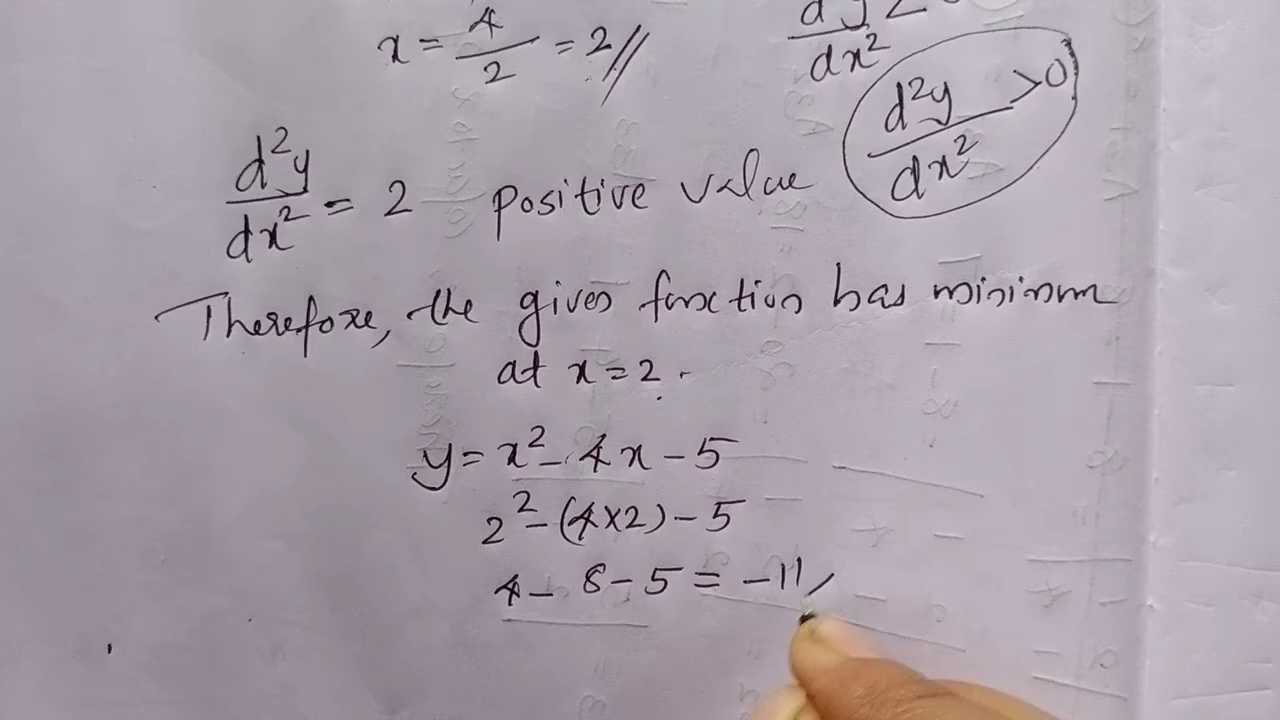 x = 4/2 = 2//
d²y/dx² > 0
d²y/dx² = 2 positive value
Therefore, the given function has minimum
at x = 2.
y = x² - 4x - 5
2² - (4×2) - 5
4 - 8 - 5 = -11/